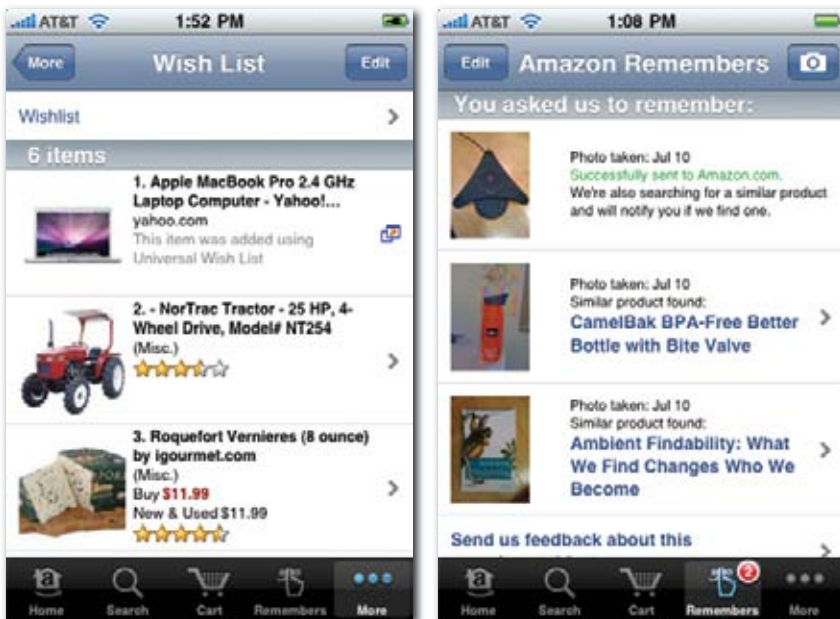 AT&T 1:52 PM
More Wish List Edit
Wishlist
6 items
1. Apple MacBook Pro 2.4 GHz
Laptop Computer - Yahoo!...
yahoo.com
This item was added using
Universal Wish List
2. - NorTrac Tractor - 25 HP, 4-
Wheel Drive, Model# NT254
(Misc.)
3. Roquefort Vernieres (8 ounce)
by igourmet.com
(Misc.)
Buy $11.99
New & Used $11.99
Home Search Cart Remembers More
AT&T 1:08 PM
Edit Amazon Remembers
You asked us to remember:
Photo taken: Jul 10
Successfully sent to Amazon.com.
We're also searching for a similar product
and will notify you if we find one.
Photo taken: Jul 10
Similar product found:
CamelBak BPA-Free Better
Bottle with Bite Valve
Photo taken: Jul 10
Similar product found:
Ambient Findability: What
We Find Changes Who We
Become
Send us feedback about this
2
Home Search Cart Remembers More